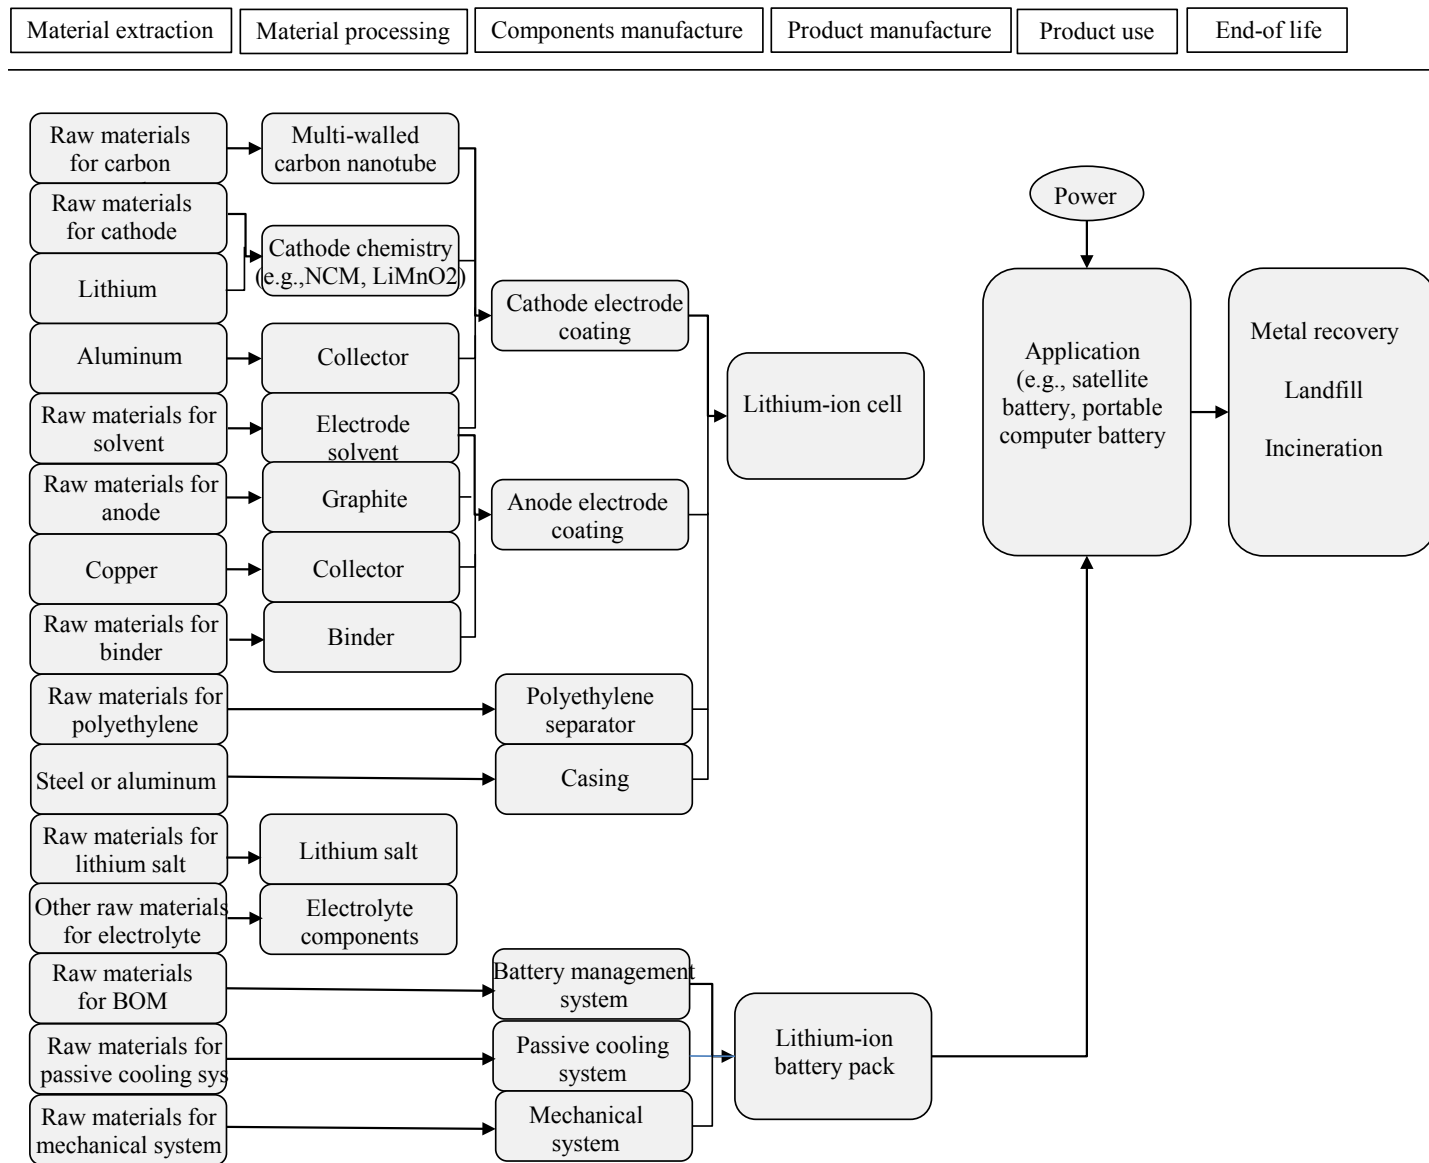 Material extraction
Material processing
Components manufacture
Product manufacture
Product use
End-of life
Raw materials
for carbon
Multi-walled
carbon nanotube
Raw materials
for cathode
Lithium
Cathode chemistry
(e.g.,NCM, LiMnO2)
Aluminum
Collector
Raw materials for
solvent
Electrode
solvent
Raw materials for
anode
Graphite
Copper
Collector
Raw materials for
binder
Binder
Raw materials for
polyethylene
Steel or aluminum
Raw materials for
lithium salt
Lithium salt
Other raw materials
for electrolyte
Electrolyte
components
Raw materials
for BOM
Raw materials for
passive cooling sys
Raw materials for
mechanical system
Cathode electrode
coating
Anode electrode
coating
Polyethylene
separator
Casing
Battery management
system
Passive cooling
system
Mechanical
system
Lithium-ion cell
Lithium-ion
battery pack
Power
Application
(e.g., satellite
battery, portable
computer battery
Metal recovery
Landfill
Incineration